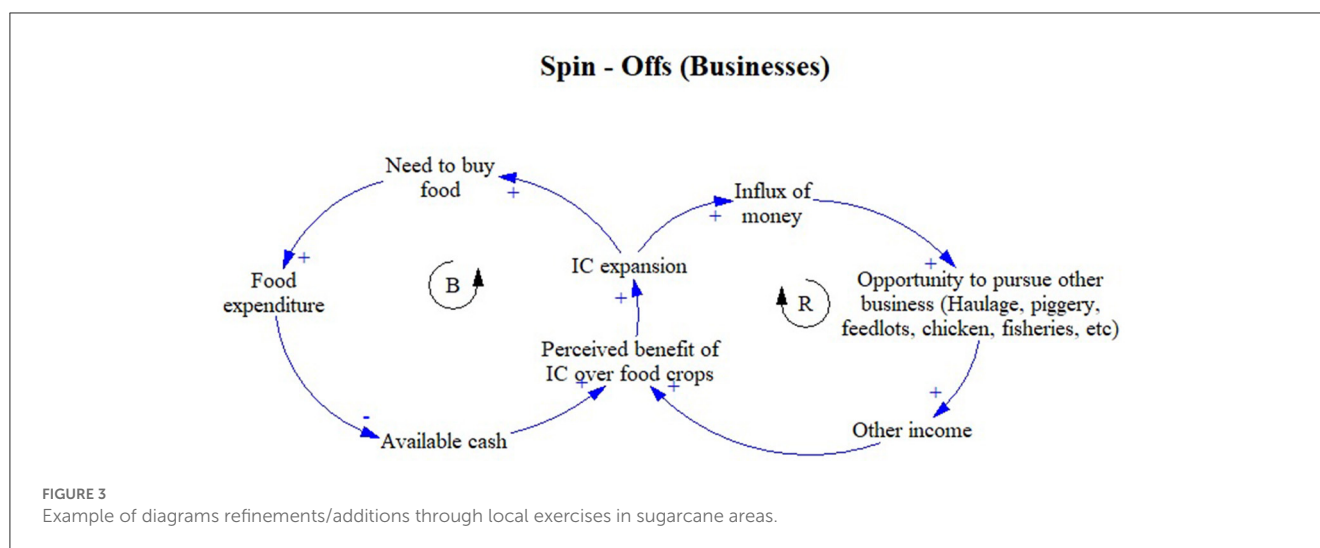 Spin - Offs (Businesses)
Need to buy
food
+
Influx of
money
+
+
Food
expenditure
B
IC expansion
+
R
+
Opportunity to pursue other
business (Haulage, piggery,
feedlots, chicken, fisheries, etc)
Perceived benefit of
IC over food crops
+
+
+
-
Available cash
Other income
FIGURE 3
Example of diagrams refinements/additions through local exercises in sugarcane areas.